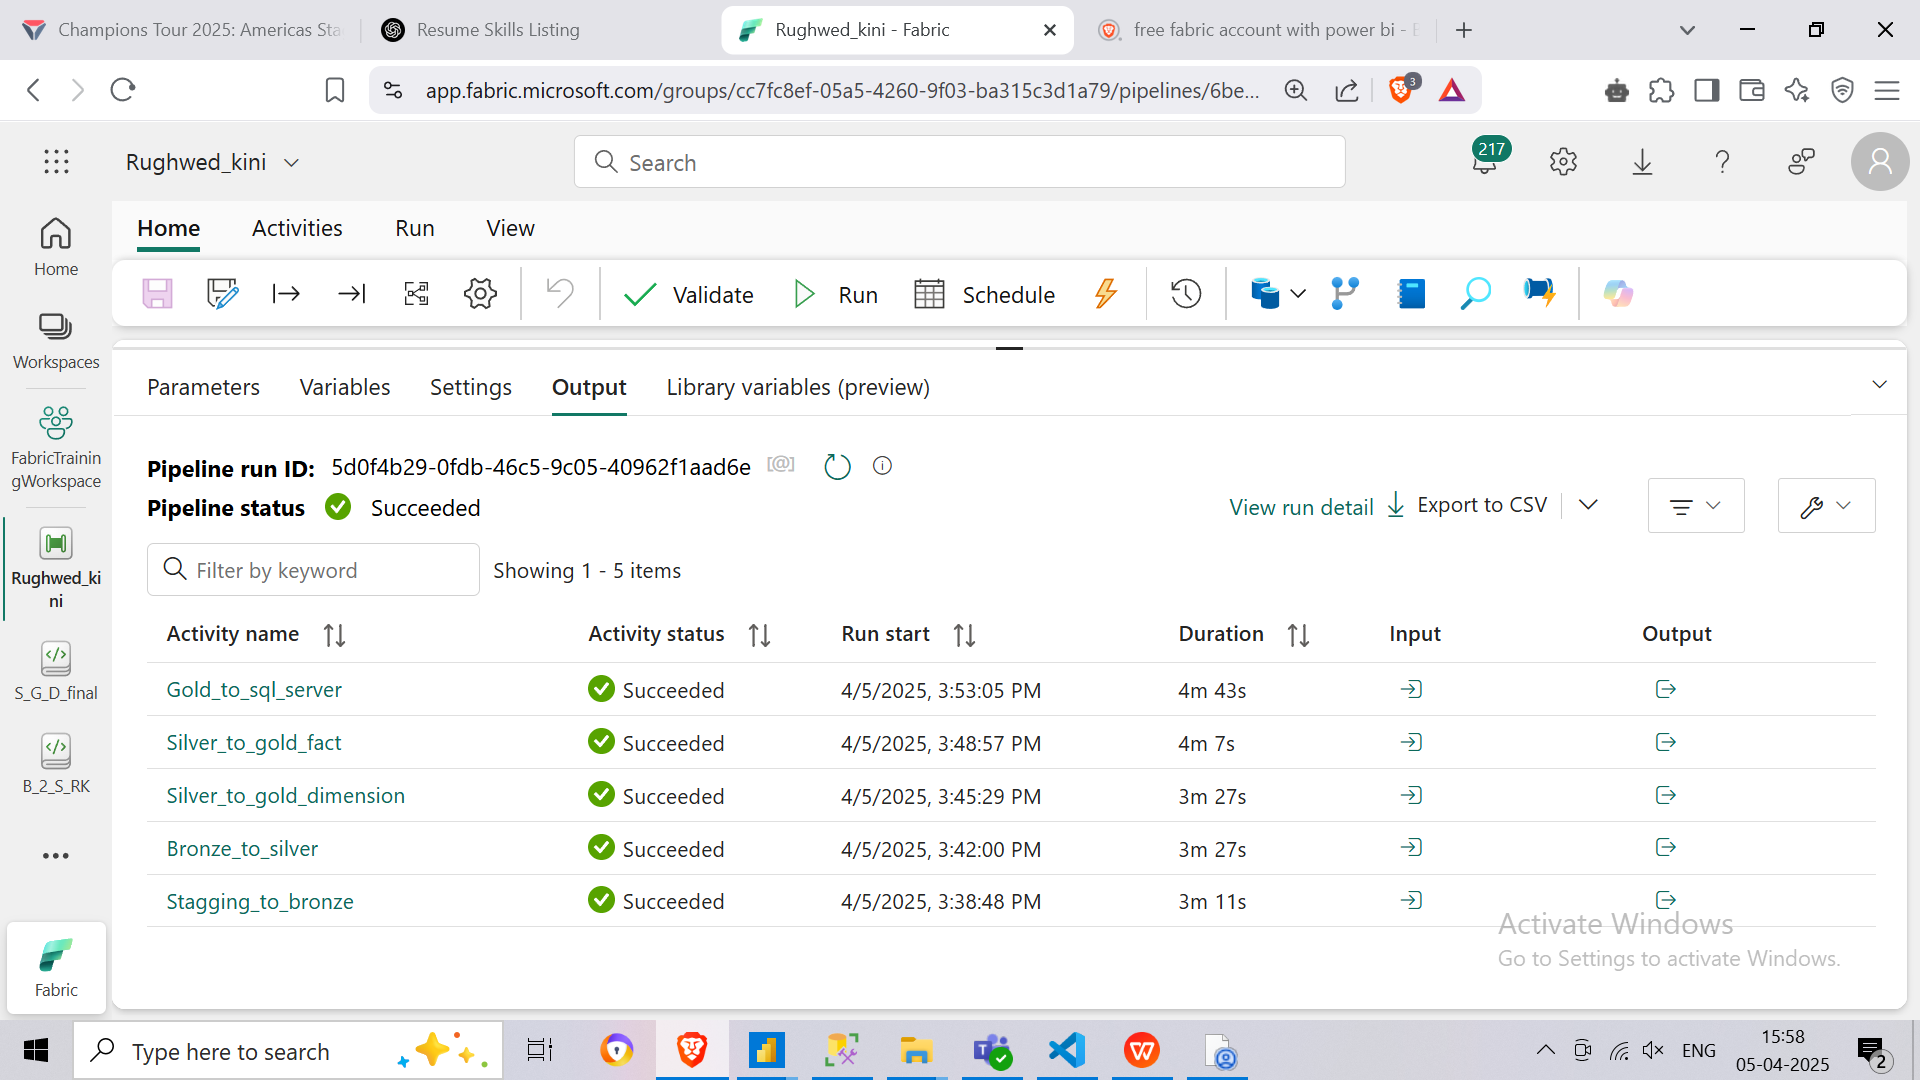 Champions Tour 2025: Americas Sta
Resume Skills Listing
Rughwed_kini - Fabric
free fabric account with power bi -
app.fabric.microsoft.com/groups/cc7fc8ef-05a5-4260-9f03-ba315c3d1a79/pipelines/6be...
3
Rughwed_kini
Search
217
Home
Activities
Run
View
Home
Workspaces
FabricTrainin
gWorkspace
Rughwed_ki
ni
S_G_D_final
B_2_S_RK
Fabric
Validate
Run
Schedule
Parameters
Variables
Settings
Output
Library variables (preview)
Pipeline run ID: 5d0f4b29-0fdb-46c5-9c05-40962f1aad6e [@]
Pipeline status Succeeded
View run detail
Export to CSV
Filter by keyword
Showing 1 - 5 items
Activity name Activity status Run start Duration Input Output
Gold_to_sql_server Succeeded 4/5/2025, 3:53:05 PM 4m 43s
Silver_to_gold_fact Succeeded 4/5/2025, 3:48:57 PM 4m 7s
Silver_to_gold_dimension Succeeded 4/5/2025, 3:45:29 PM 3m 27s
Bronze_to_silver Succeeded 4/5/2025, 3:42:00 PM 3m 27s
Stagging_to_bronze Succeeded 4/5/2025, 3:38:48 PM 3m 11s
Activate Windows
Go to Settings to activate Windows.
Type here to search
ENG
15:58
05-04-2025
2